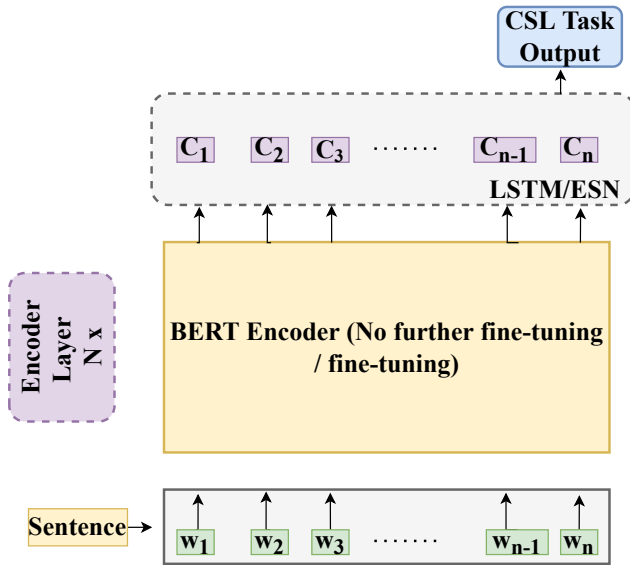 CSL Task
Output
C1 C2 C3 ....... Cn-1 Cn
LSTM/ESN
Encoder
Layer
N x
BERT Encoder (No further fine-tuning
/ fine-tuning)
Sentence
w1 w2 w3 ....... wn-1 wn